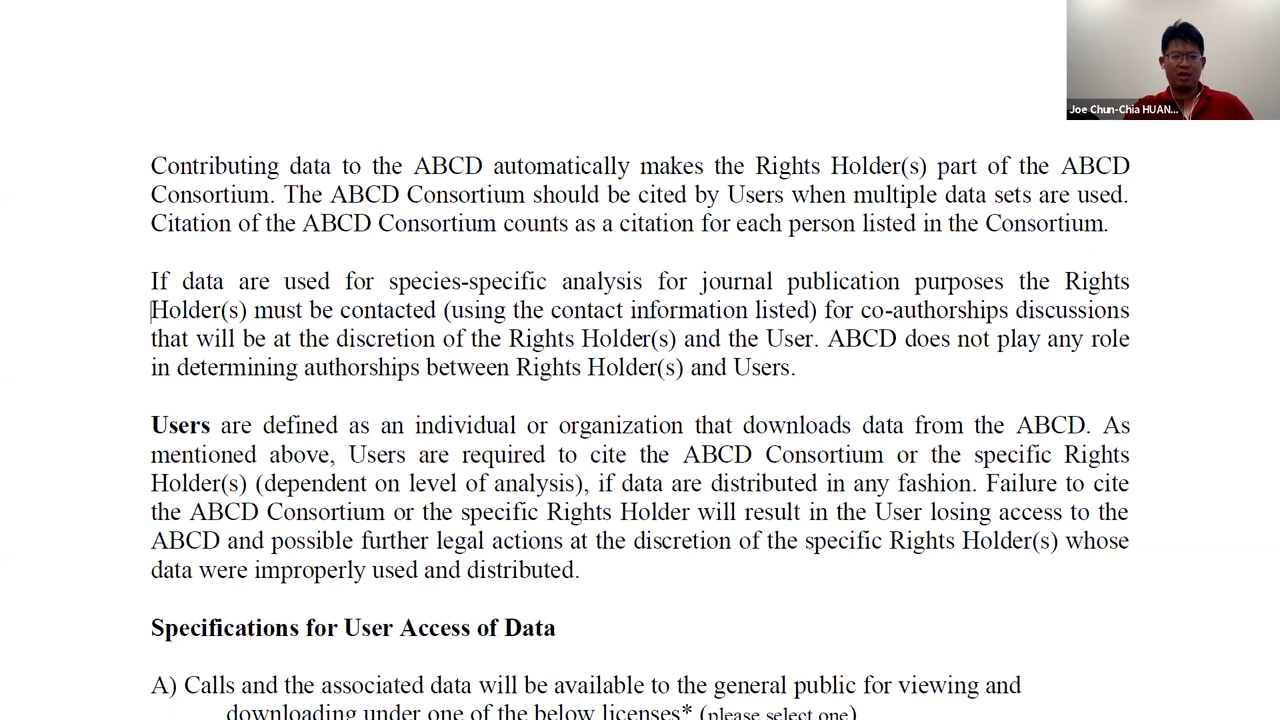 Joe Chun-Chia HUAN...
Contributing data to the ABCD automatically makes the Rights Holder(s) part of the ABCD
Consortium. The ABCD Consortium should be cited by Users when multiple data sets are used.
Citation of the ABCD Consortium counts as a citation for each person listed in the Consortium.
If data are used for species-specific analysis for journal publication purposes the Rights
Holder(s) must be contacted (using the contact information listed) for co-authorships discussions
that will be at the discretion of the Rights Holder(s) and the User. ABCD does not play any role
in determining authorships between Rights Holder(s) and Users.
Users are defined as an individual or organization that downloads data from the ABCD. As
mentioned above, Users are required to cite the ABCD Consortium or the specific Rights
Holder(s) (dependent on level of analysis), if data are distributed in any fashion. Failure to cite
the ABCD Consortium or the specific Rights Holder will result in the User losing access to the
ABCD and possible further legal actions at the discretion of the specific Rights Holder(s) whose
data were improperly used and distributed.
Specifications for User Access of Data
A) Calls and the associated data will be available to the general public for viewing and
downloading under one of the below licenses* (please select one)